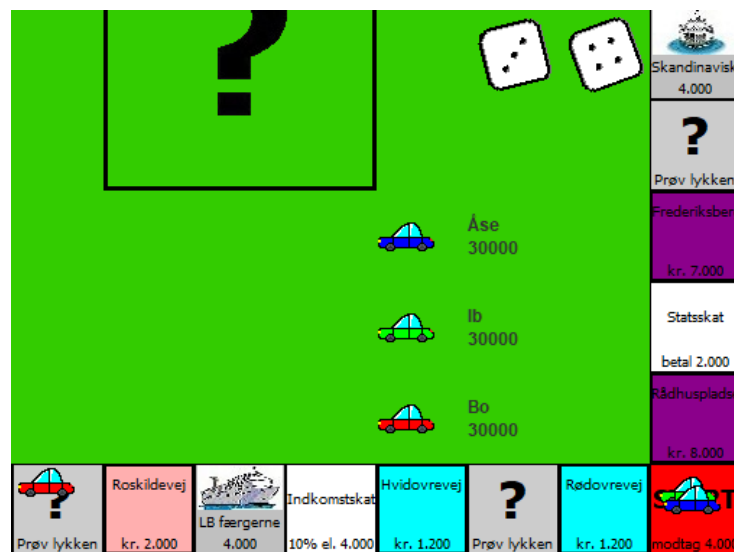 ?
Skandinavisk
4.000
?
Prøv lykken
Frederiksber
kr. 7.000
Åse
30000
Statsskat
betal 2.000
Ib
30000
Rådhusplads
kr. 8.000
Bo
30000
?
Prøv lykken
Roskildevej
kr. 2.000
LB færgerne
4.000
Indkomstskat
10% el. 4.000
Hvidovrevej
kr. 1.200
?
Prøv lykken
Rødovrevej
kr. 1.200
modtag 4.000